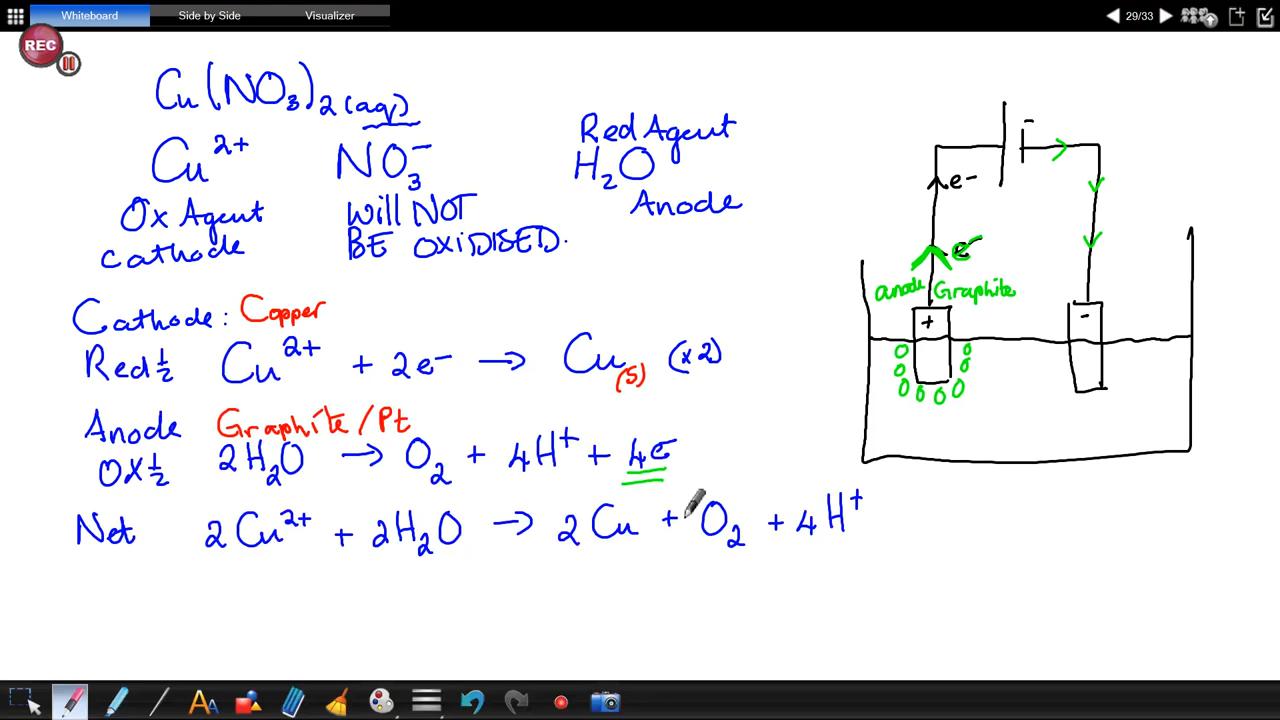 Whiteboard Side by Side Visualizer 29/33
REC
Cu(NO₃)₂(aq)
Cu²⁺ NO₃⁻ H₂O
Red Agent
Ox Agent Will NOT Anode
Cathode BE OXIDISED.
Cathode: Copper
Red ½ Cu²⁺ + 2e⁻ → Cu(s) (x2)
Anode Graphite/Pt
Ox ½ 2H₂O → O₂ + 4H⁺ + 4e⁻
Net 2Cu²⁺ + 2H₂O → 2Cu + O₂ + 4H⁺
-
e-
e-
anode Graphite
+ -